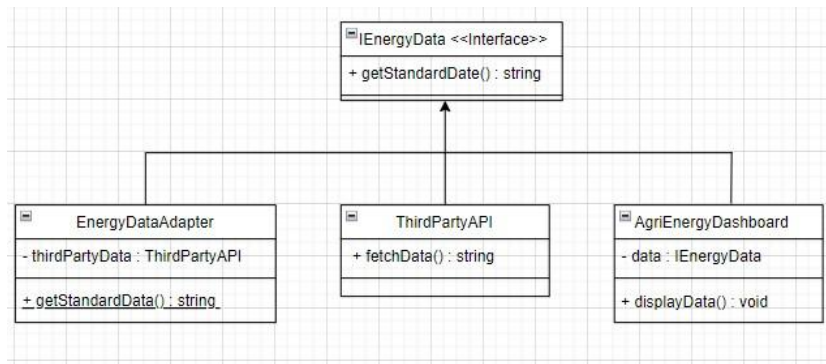 IEnergyData <<Interface>>
+ getStandardDate() : string
EnergyDataAdapter
- thirdPartyData : ThirdPartyAPI
+ getStandardData() : string
ThirdPartyAPI
+ fetchData() : string
AgriEnergyDashboard
- data : IEnergyData
+ displayData() : void